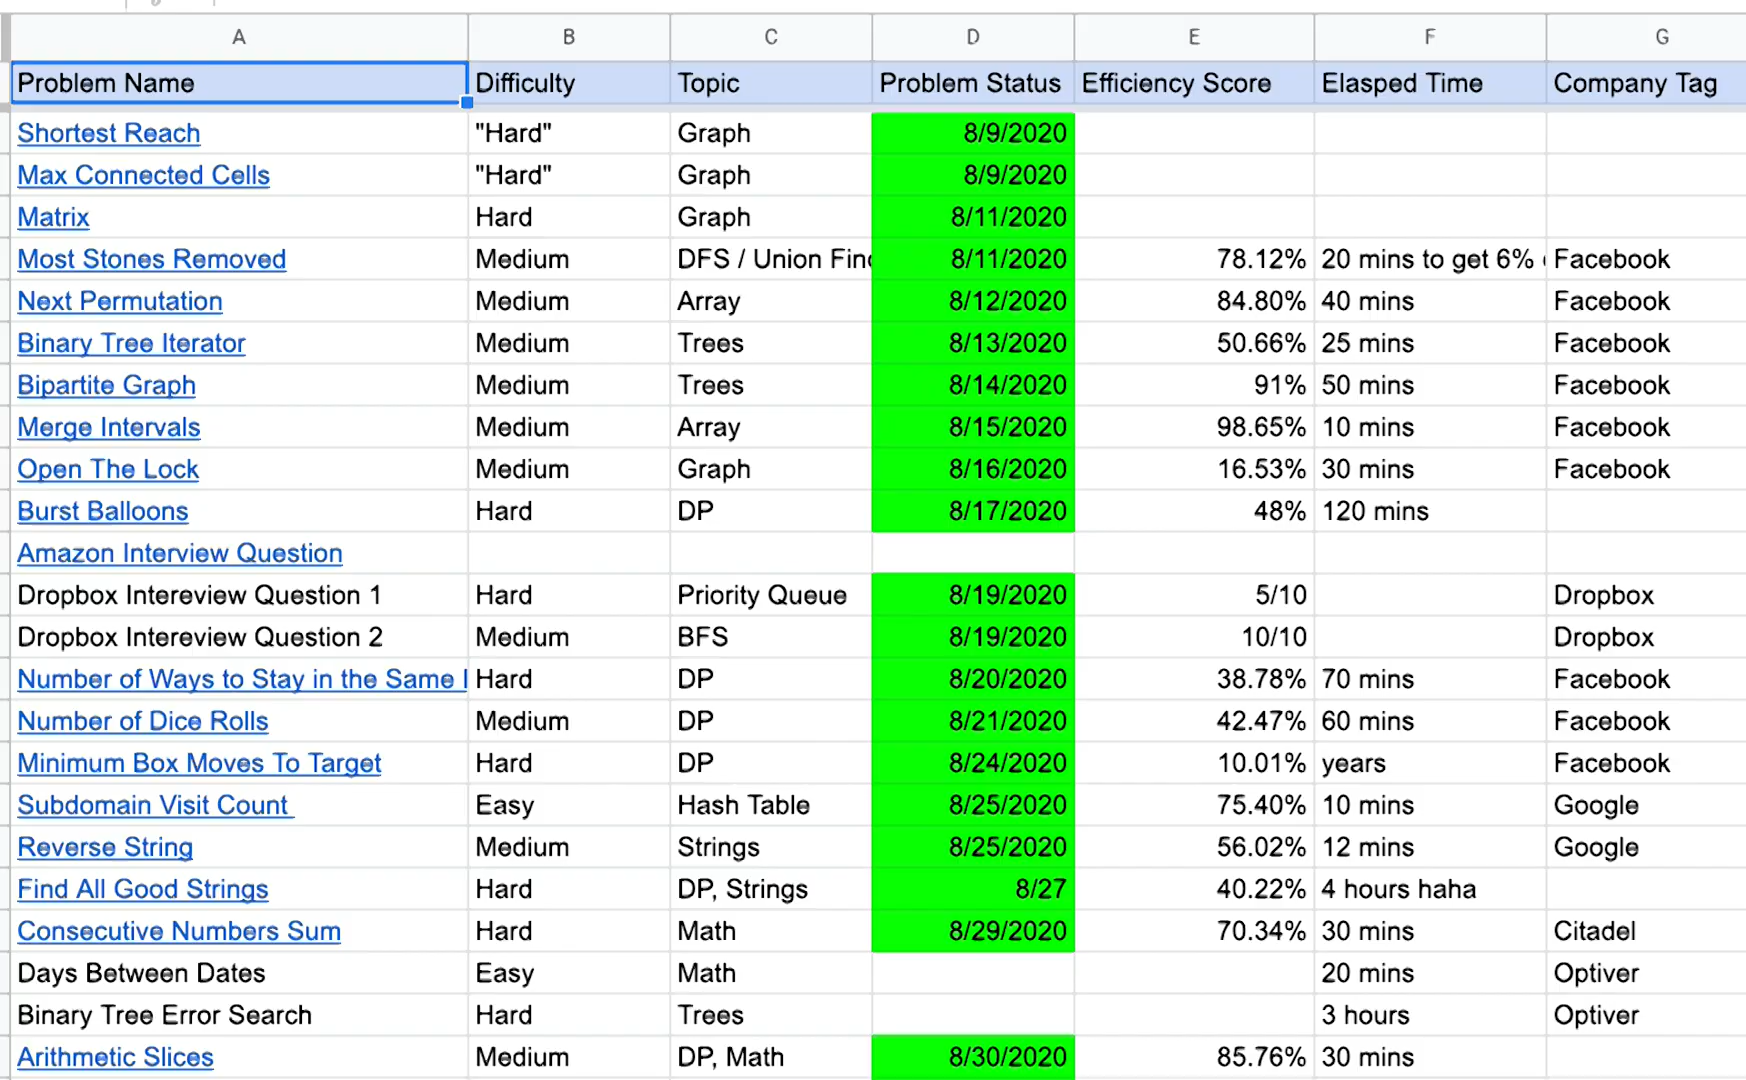 A B C D E F G
Problem Name Difficulty Topic Problem Status Efficiency Score Elasped Time Company Tag
Shortest Reach "Hard" Graph 8/9/2020
Max Connected Cells "Hard" Graph 8/9/2020
Matrix Hard Graph 8/11/2020
Most Stones Removed Medium DFS / Union Find 8/11/2020 78.12% 20 mins to get 6% Facebook
Next Permutation Medium Array 8/12/2020 84.80% 40 mins Facebook
Binary Tree Iterator Medium Trees 8/13/2020 50.66% 25 mins Facebook
Bipartite Graph Medium Trees 8/14/2020 91% 50 mins Facebook
Merge Intervals Medium Array 8/15/2020 98.65% 10 mins Facebook
Open The Lock Medium Graph 8/16/2020 16.53% 30 mins Facebook
Burst Balloons Hard DP 8/17/2020 48% 120 mins
Amazon Interview Question
Dropbox Intereview Question 1 Hard Priority Queue 8/19/2020 5/10 Dropbox
Dropbox Intereview Question 2 Medium BFS 8/19/2020 10/10 Dropbox
Number of Ways to Stay in the Same Hard DP 8/20/2020 38.78% 70 mins Facebook
Number of Dice Rolls Medium DP 8/21/2020 42.47% 60 mins Facebook
Minimum Box Moves To Target Hard DP 8/24/2020 10.01% years Facebook
Subdomain Visit Count Easy Hash Table 8/25/2020 75.40% 10 mins Google
Reverse String Medium Strings 8/25/2020 56.02% 12 mins Google
Find All Good Strings Hard DP, Strings 8/27 40.22% 4 hours haha
Consecutive Numbers Sum Hard Math 8/29/2020 70.34% 30 mins Citadel
Days Between Dates Easy Math 20 mins Optiver
Binary Tree Error Search Hard Trees 3 hours Optiver
Arithmetic Slices Medium DP, Math 8/30/2020 85.76% 30 mins